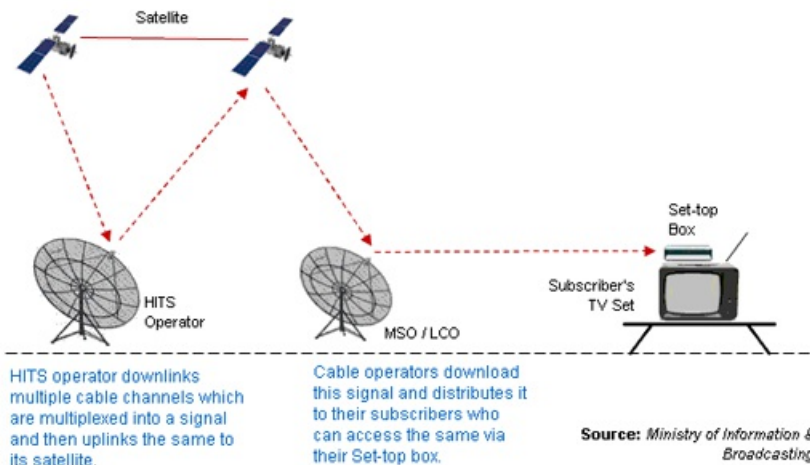 Satellite
Set-top
Box
HITS
Operator
Subscriber's
TV Set
MSO / LCO
HITS operator downlinks
multiple cable channels which
are multiplexed into a signal
and then uplinks the same to
its satellite.
Cable operators download
this signal and distributes it
to their subscribers who
can access the same via
their Set-top box.
Source: Ministry of Information &
Broadcasting